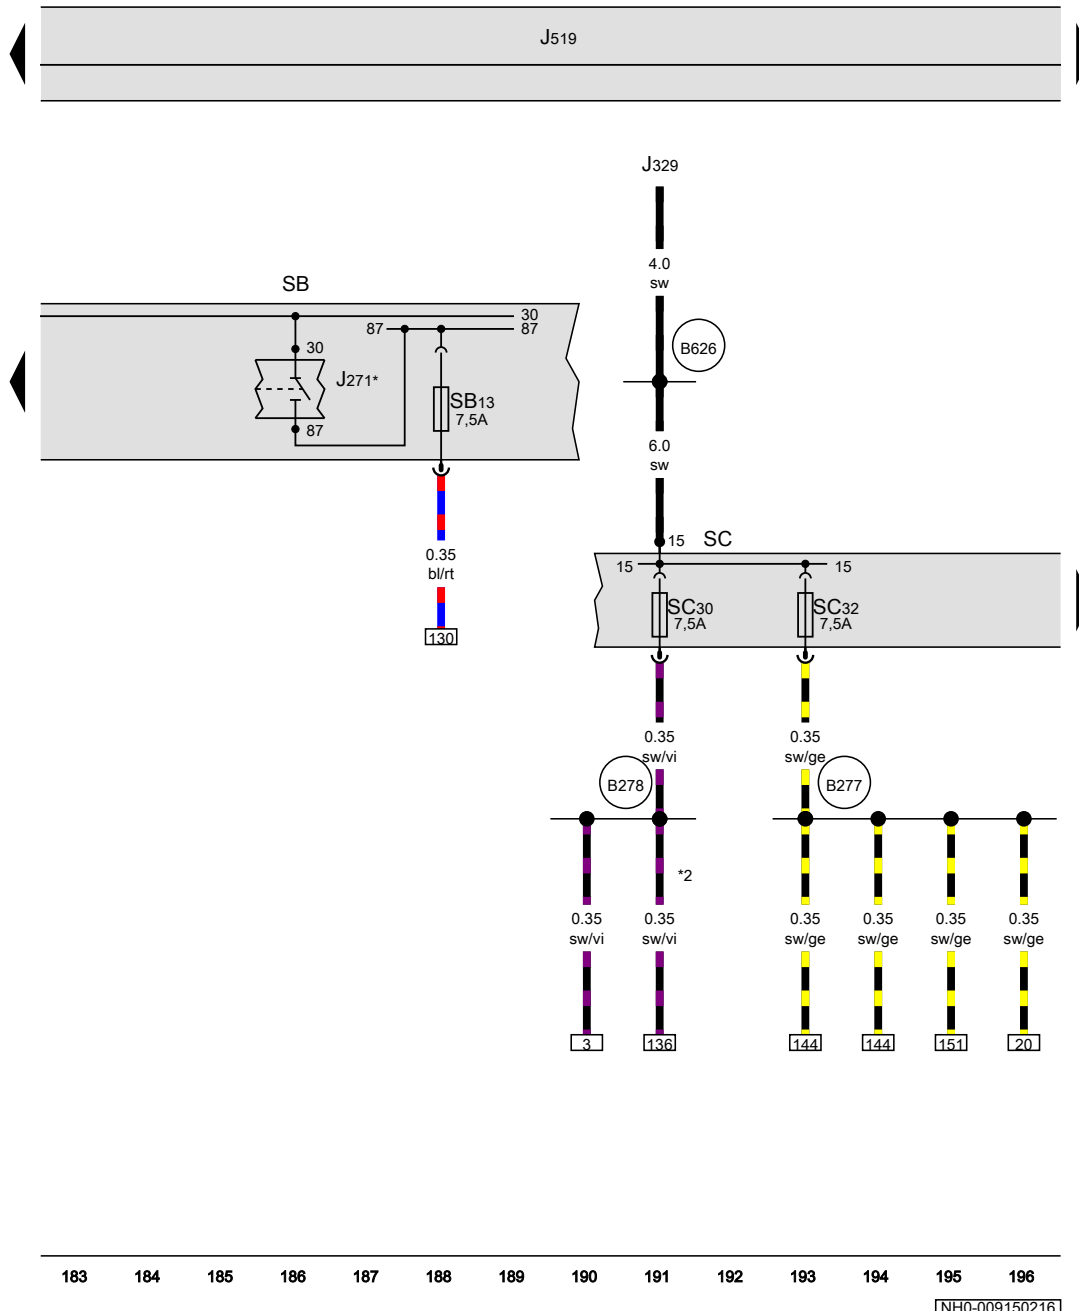 J519
J329
4.0
sw
SB
30
87 87
30
J271*
B626
SB13
7,5A
87
6.0
sw
15 SC
0.35
bl/rt
15 15
SC30 SC32
7,5A 7,5A
130
0.35 0.35
sw/vi sw/ge
B278 B277
*2
0.35 0.35 0.35 0.35 0.35 0.35
sw/vi sw/vi sw/ge sw/ge sw/ge sw/ge
3 136 144 144 151 20
183 184 185 186 187 188 189 190 191 192 193 194 195 196
NH0-009150216